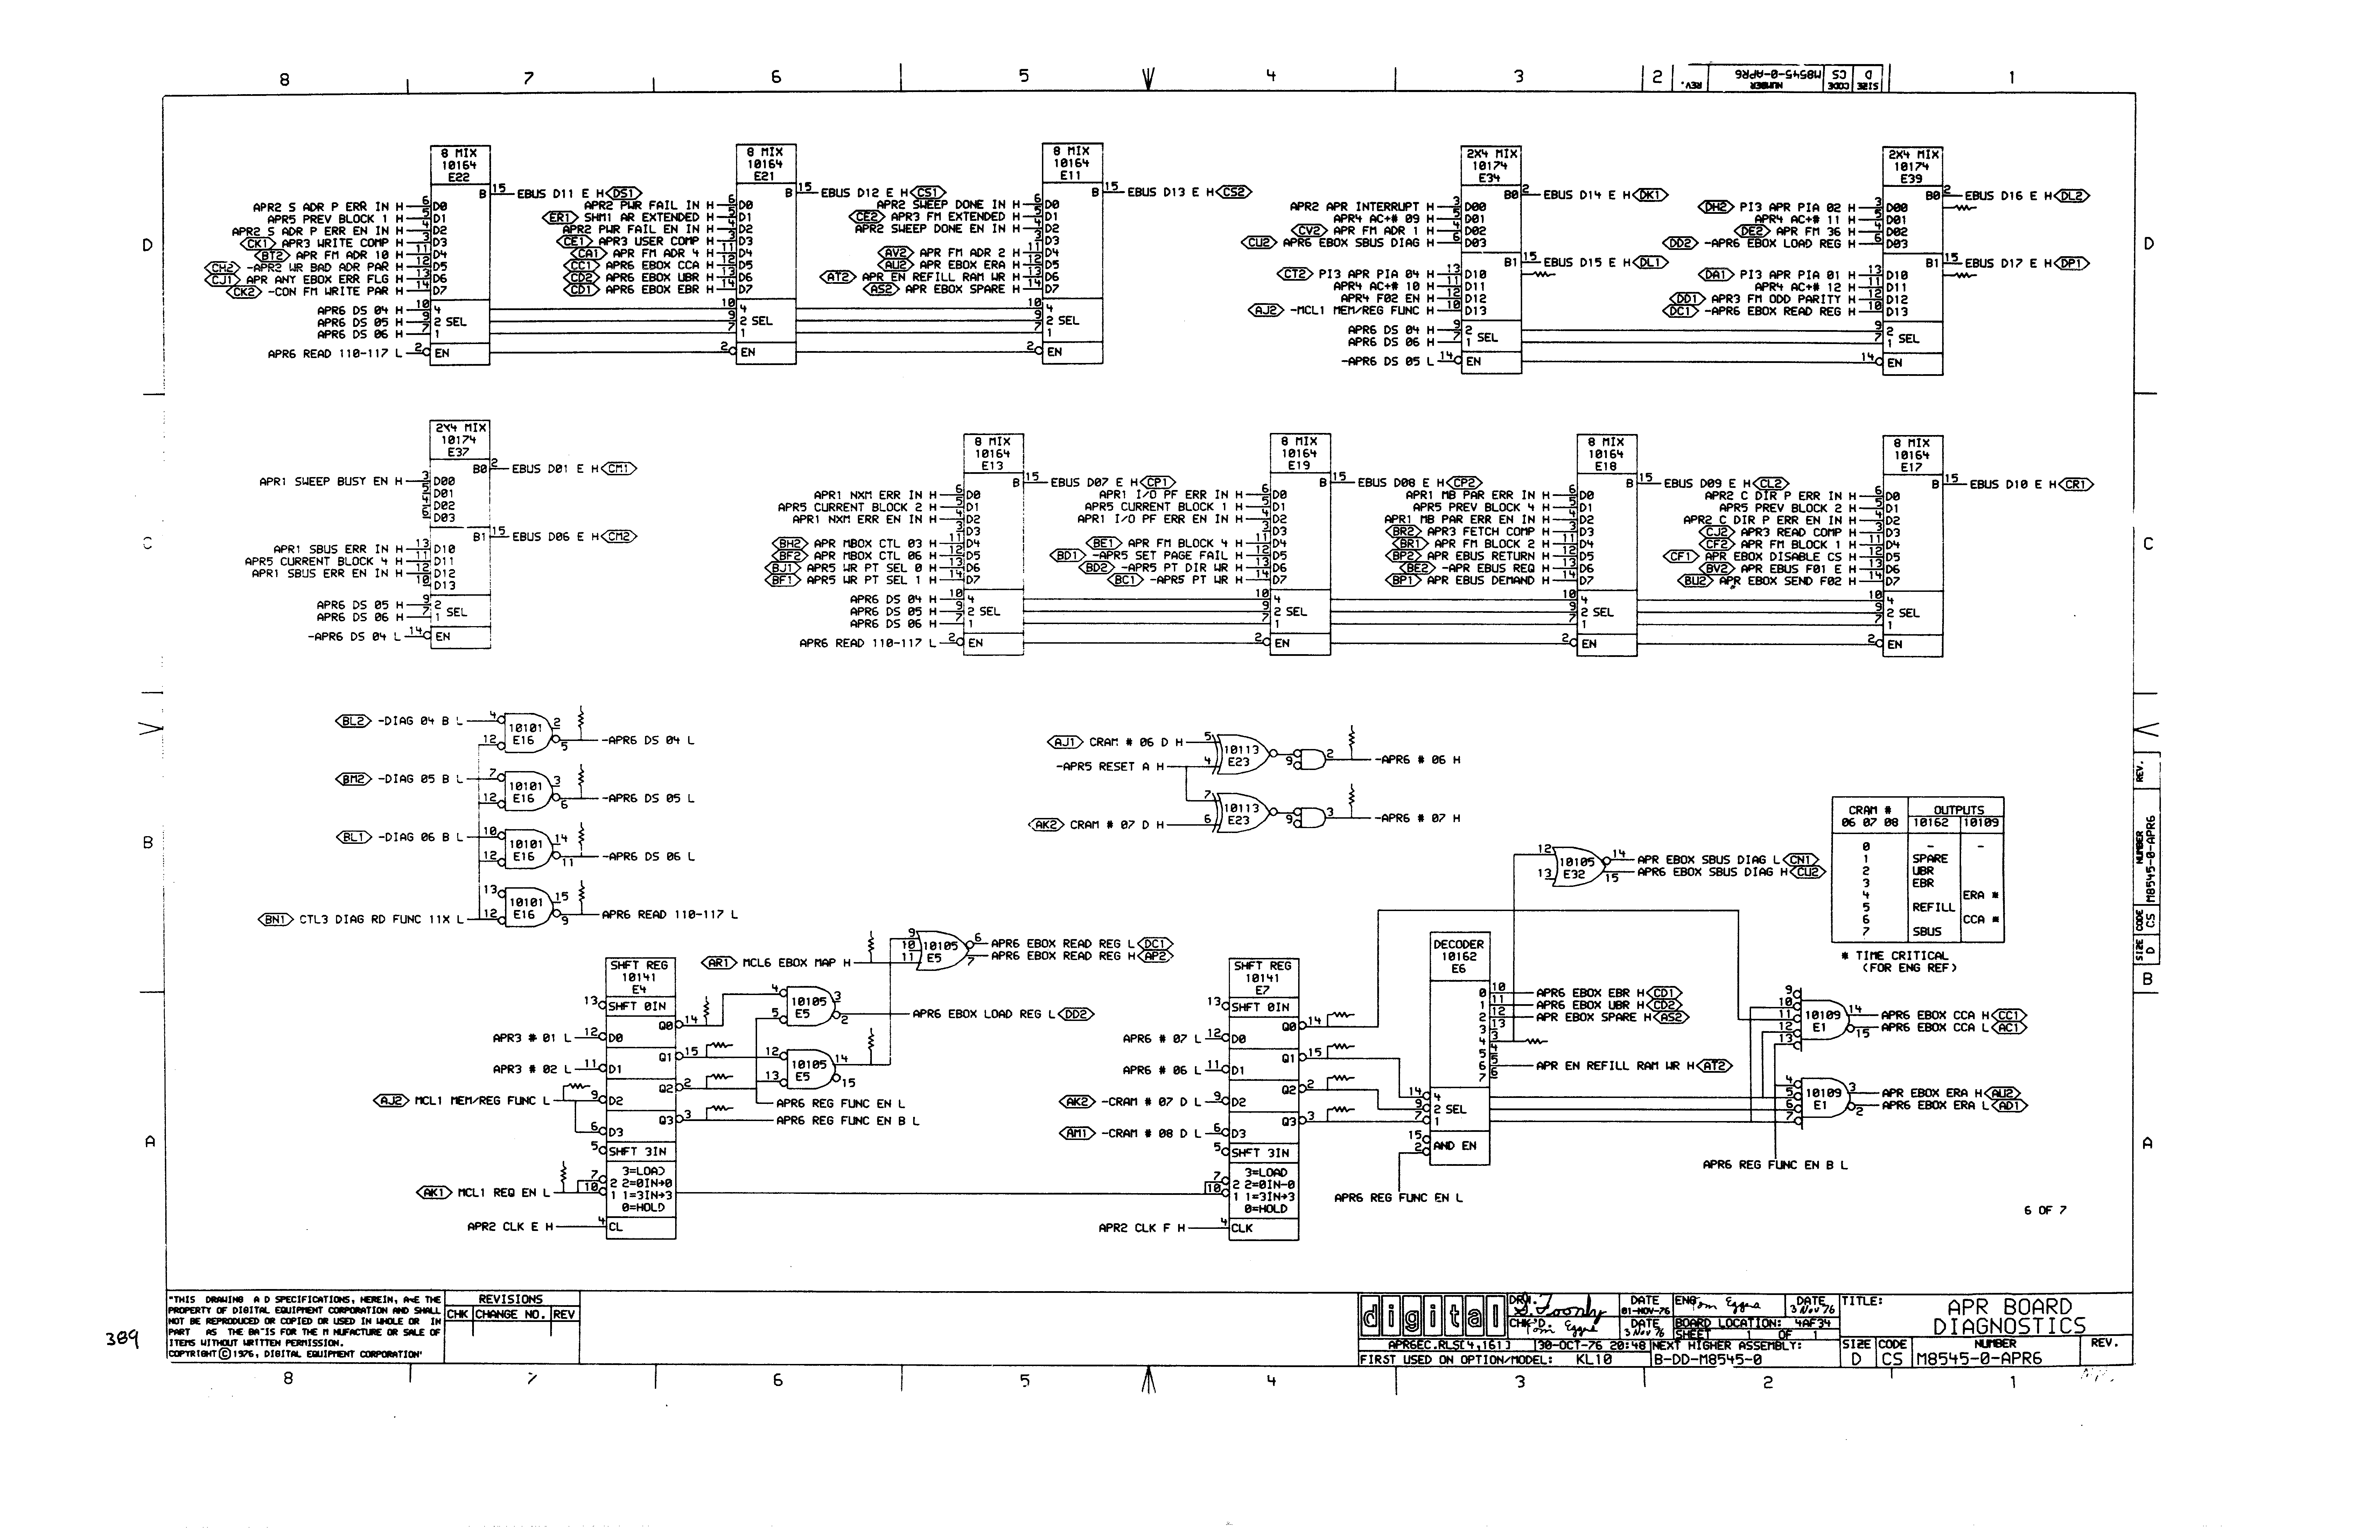 8 7 6 5 4 3 2 1
REV. NUMBER M8545-0-APR6 CODE CS SIZE D
8 MIX
10164
E22
B 15 EBUS D11 E H DS1
APR2 S ADR P ERR IN H 6 D0
APR5 PREV BLOCK 1 H 5 D1
APR2 S ADR P ERR EN IN H 4 D2
CK1 APR3 WRITE COMP H 3 D3
BT2 APR FM ADR 10 H 11 D4
CH2 -APR2 WR BAD ADR PAR H 12 D5
CJ1 APR ANY EBOX ERR FLG H 13 D6
CK2 -CON FM WRITE PAR H 14 D7
APR6 DS 04 H 10 4
APR6 DS 05 H 9 2 SEL
APR6 DS 06 H 7 1
APR6 READ 110-117 L 2 EN
8 MIX
10164
E21
B 15 EBUS D12 E H CS1
APR2 PWR FAIL IN H 6 D0
ER1 SHM1 AR EXTENDED H 5 D1
APR2 PWR FAIL EN IN H 4 D2
CE1 APR3 USER COMP H 3 D3
CA1 APR FM ADR 4 H 11 D4
CC1 APR6 EBOX CCA H 12 D5
CD2 APR6 EBOX UBR H 13 D6
CD1 APR6 EBOX EBR H 14 D7
10 4
9 2 SEL
7 1
2 EN
8 MIX
10164
E11
B 15 EBUS D13 E H CS2
APR2 SWEEP DONE IN H 6 D0
CE2 APR3 FM EXTENDED H 5 D1
APR2 SWEEP DONE EN H 4 D2
3 D3
AV2 APR FM ADR 2 H 11 D4
AU2 APR EBOX ERA H 12 D5
AT2 APR EN REFILL RAM WR H 13 D6
AS2 APR EBOX SPARE H 14 D7
10 4
9 2 SEL
7 1
2 EN
2X4 MIX
10174
E34
B0 2 EBUS D14 E H DK1
APR2 APR INTERRUPT H 3 D00
APR4 AC+# 09 H 5 D01
CV2 APR FM ADR 1 H 4 D02
CU2 APR6 EBOX SBUS DIAG H 6 D03
B1 15 EBUS D15 E H DL1
CT2 PI3 APR PIA 04 H 13 D10
APR4 AC+# 10 H 11 D11
APR4 F02 EN H 12 D12
AJ2 -MCL1 MEM/REG FUNC H 10 D13
APR6 DS 04 H 9 2
APR6 DS 06 H 7 1 SEL
-APR6 DS 05 L 14 EN
2X4 MIX
10174
E39
B0 2 EBUS D16 E H DL2
DH2 PI3 APR PIA 02 H 3 D00
APR4 AC+# 11 H 5 D01
DE2 APR FM 36 H 4 D02
DD2 -APR6 EBOX LOAD REG H 6 D03
B1 15 EBUS D17 E H DP1
DA1 PI3 APR PIA 01 H 13 D10
APR4 AC+# 12 H 11 D11
DD1 APR3 FM ODD PARITY H 12 D12
DC1 -APR6 EBOX READ REG H 10 D13
9 2
7 1 SEL
14 EN
D D
2X4 MIX
10174
E37
B0 2 EBUS D01 E H CM1
APR1 SWEEP BUSY EN H 3 D00
5 D01
4 D02
6 D03
B1 15 EBUS D06 E H CM2
APR1 SBUS ERR IN H 13 D10
APR5 CURRENT BLOCK 4 H 11 D11
APR1 SBUS ERR EN IN H 12 D12
10 D13
APR6 DS 05 H 9 2
APR6 DS 06 H 7 1 SEL
-APR6 DS 04 L 14 EN
8 MIX
10164
E13
B 15 EBUS D07 E H CP1
APR1 NXM ERR IN H 6 D0
APR5 CURRENT BLOCK 2 H 5 D1
APR1 NXM ERR EN IN H 4 D2
3 D3
BH2 APR MBOX CTL 03 H 11 D4
BF2 APR MBOX CTL 06 H 12 D5
BJ1 APR5 WR PT SEL 0 H 13 D6
BF1 APR5 WR PT SEL 1 H 14 D7
APR6 DS 04 H 10 4
APR6 DS 05 H 9 2 SEL
APR6 DS 06 H 7 1
APR6 READ 110-117 L 2 EN
8 MIX
10164
E19
B 15 EBUS D08 E H CP2
APR1 I/O PF ERR IN H 6 D0
APR5 CURRENT BLOCK 1 H 5 D1
APR1 I/O PF ERR EN IN H 4 D2
3 D3
BE1 APR FM BLOCK 4 H 11 D4
BD1 -APR5 SET PAGE FAIL H 12 D5
BD2 -APR5 PT DIR WR H 13 D6
BC1 -APR5 PT WR H 14 D7
10 4
9 2 SEL
7 1
2 EN
8 MIX
10164
E18
B 15 EBUS D09 E H CL2
APR1 MB PAR ERR IN H 6 D0
APR5 PREV BLOCK 4 H 5 D1
APR1 MB PAR ERR EN IN H 4 D2
BR2 APR3 FETCH COMP H 3 D3
BR1 APR FM BLOCK 2 H 11 D4
BP2 APR EBUS RETURN H 12 D5
BE2 -APR EBUS REQ H 13 D6
BP1 APR EBUS DEMAND H 14 D7
10 4
9 2 SEL
7 1
2 EN
8 MIX
10164
E17
B 15 EBUS D10 E H CR1
APR2 C DIR P ERR IN H 6 D0
APR5 PREV BLOCK 2 H 5 D1
APR2 C DIR P ERR EN IN H 4 D2
CJ2 APR3 READ COMP H 3 D3
CF2 APR FM BLOCK 1 H 11 D4
CF1 APR EBOX DISABLE CS H 12 D5
BV2 APR EBUS F01 E H 13 D6
BU2 APR EBOX SEND F02 H 14 D7
10 4
9 2 SEL
7 1
2 EN
C C
BL2 -DIAG 04 B L 4 12 10101 E16 2 5 -APR6 DS 04 L
BM2 -DIAG 05 B L 7 12 10101 E16 3 6 -APR6 DS 05 L
BL1 -DIAG 06 B L 10 12 10101 E16 14 11 -APR6 DS 06 L
BN1 CTL3 DIAG RD FUNC 11X L 13 12 10101 E16 15 9 APR6 READ 110-117 L
AJ1 CRAM # 06 D H 5 10113 E23 9 2 -APR6 # 06 H
-APR5 RESET A H 4
7 10113 E23 9 3 -APR6 # 07 H
AK2 CRAM # 07 D H 6
12 13 10105 E32 14 APR EBOX SBUS DIAG L CN1
15 APR6 EBOX SBUS DIAG H CU2
CRAM # OUTPUTS
06 07 08 10162 10109
0 - -
1 SPARE
2 UBR
3 EBR
4 ERA *
5 REFILL
6 CCA *
7 SBUS
* TIME CRITICAL
(FOR ENG REF)
B B
REV. NUMBER M8545-0-APR6 CODE CS SIZE D
B
AR1 MCL6 EBOX MAP H 9 10 11 10105 E5
6 APR6 EBOX READ REG L DC1
7 APR6 EBOX READ REG H AP2
SHFT REG
10141
E4
13 SHFT 0IN
Q0 14
APR3 # 01 L 12 D0
Q1 15
APR3 # 02 L 11 D1
Q2 2
AJ2 MCL1 MEM/REG FUNC L 9 D2
Q3 3
6 D3
5 SHFT 3IN
AK1 MCL1 REQ EN L 7 10
3=LOAD
2 2=0IN→0
1 1=3IN→3
0=HOLD
APR2 CLK E H 4 CL
4 5 10105 E5 3 2 APR6 EBOX LOAD REG L DD2
12 13 10105 E5 14 15
APR6 REG FUNC EN L
APR6 REG FUNC EN B L
SHFT REG
10141
E7
13 SHFT 0IN
Q0 14
APR6 # 07 L 12 D0
Q1 15
APR6 # 06 L 11 D1
Q2 2
AK2 -CRAM # 07 D L 9 D2
Q3 3
AM1 -CRAM # 08 D L 6 D3
5 SHFT 3IN
7 10
3=LOAD
2 2=0IN→0
1 1=3IN→3
0=HOLD
APR2 CLK F H 4 CLK
DECODER
10162
E6
0 10 APR6 EBOX EBR H CD1
1 11 APR6 EBOX UBR H CD2
2 12 APR EBOX SPARE H AS2
3 13
4 3
5
6 5 APR EN REFILL RAM WR H AT2
7 6
14 4
9 2 SEL
7 1
15 2 AND EN
APR6 REG FUNC EN L
9 10 11 12 13 10109 E1
14 APR6 EBOX CCA H CC1
15 APR6 EBOX CCA L AC1
4 5 6 7 10109 E1
3 APR EBOX ERA H AU2
2 APR6 EBOX ERA L AD1
APR6 REG FUNC EN B L
A A
6 OF 7
"THIS DRAWING A D SPECIFICATIONS, HEREIN, ARE THE
PROPERTY OF DIGITAL EQUIPMENT CORPORATION AND SHALL
NOT BE REPRODUCED OR COPIED OR USED IN WHOLE OR IN
PART AS THE BA IS FOR THE M NUFACTURE OR SALE OF
ITEMS WITHOUT WRITTEN PERMISSION.
COPYRIGHT © 1976, DIGITAL EQUIPMENT CORPORATION"
REVISIONS
CHK CHANGE NO. REV
digital
DRN. G. Foonly DATE 01-NOV-76
CHK'D. Tom Eggers DATE 3 Nov 76
ENG Tom Eggers DATE 3 Nov 76
BOARD LOCATION: 4AF34
SHEET 1 OF 1
APR6EC.RLS[4,161] 30-OCT-76 20:48 NEXT HIGHER ASSEMBLY:
FIRST USED ON OPTION/MODEL: KL10 B-DD-M8545-0
TITLE: APR BOARD
DIAGNOSTICS
SIZE D CODE CS NUMBER M8545-0-APR6 REV.
389
8 7 6 5 4 3 2 1